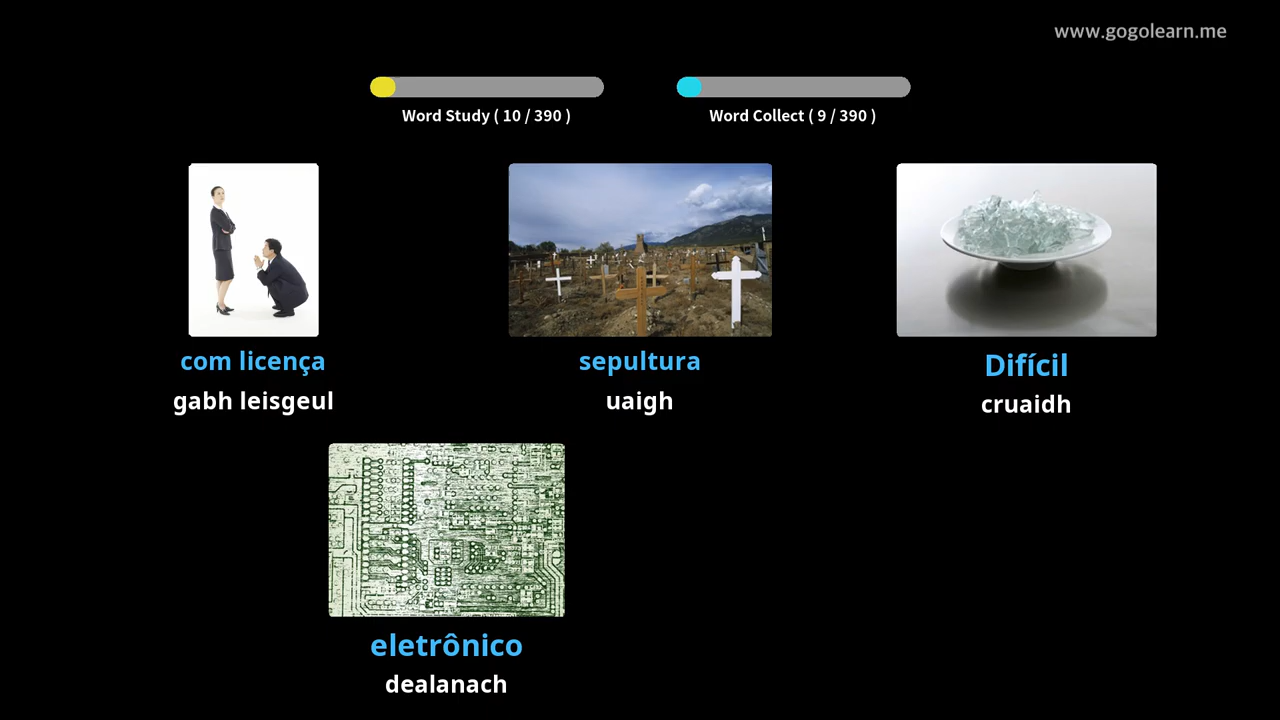 www.gogolearn.me
Word Study ( 10 / 390 )
Word Collect ( 9 / 390 )
com licença
gabh leisgeul
sepultura
uaigh
Difícil
cruaidh
eletrônico
dealanach